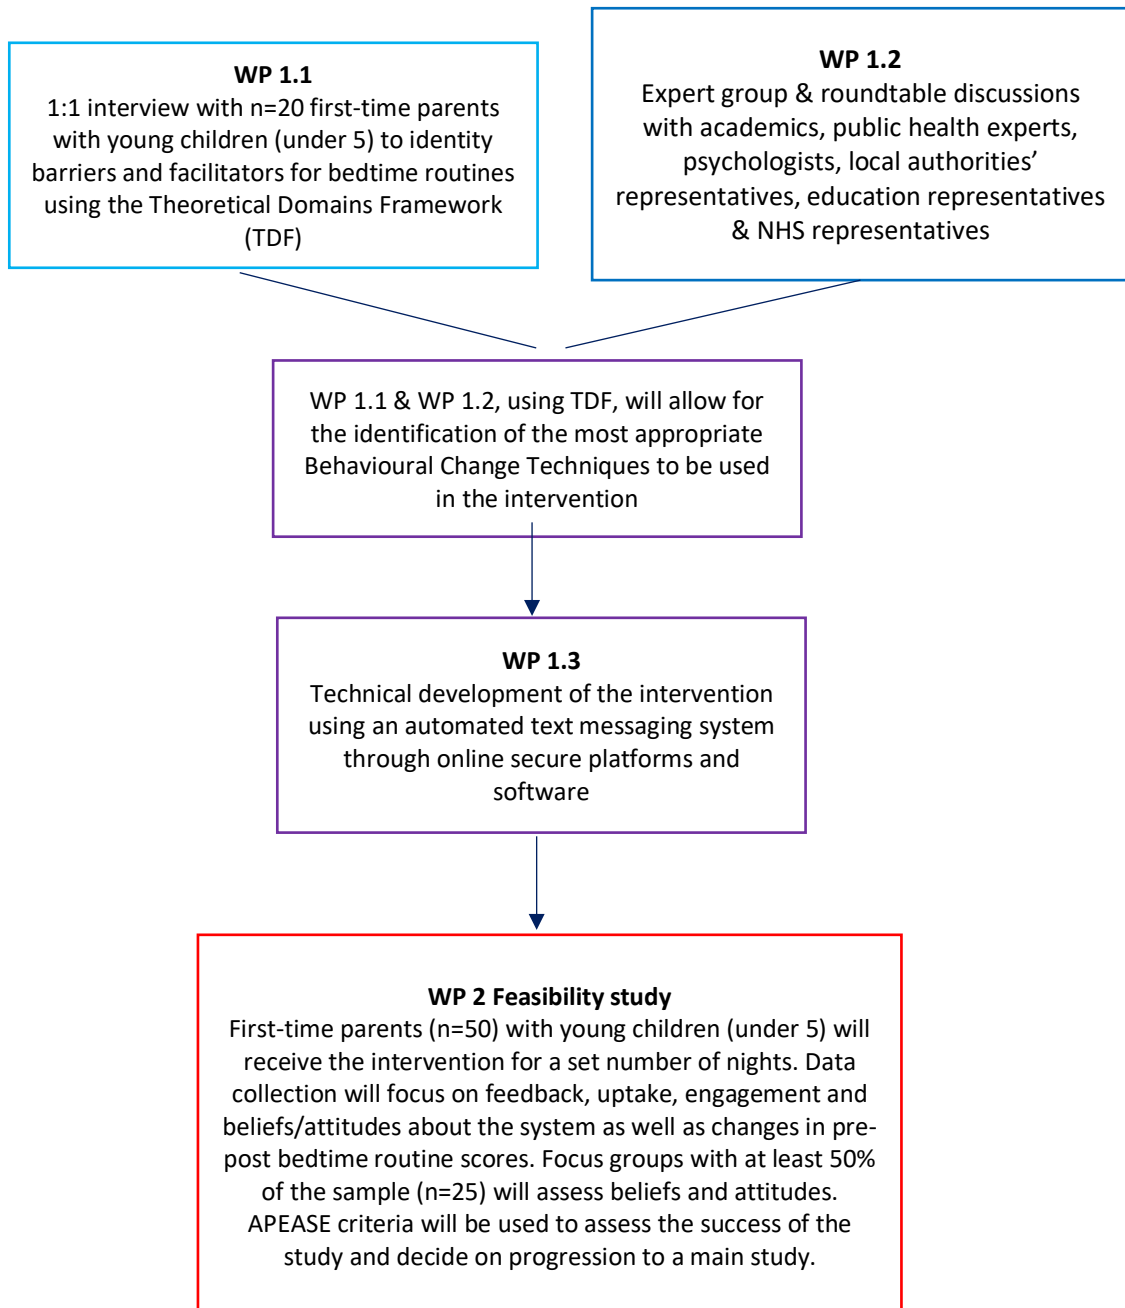 WP 1.1
1:1 interview with n=20 first-time parents
with young children (under 5) to identity
barriers and facilitators for bedtime routines
using the Theoretical Domains Framework
(TDF)
WP 1.2
Expert group & roundtable discussions
with academics, public health experts,
psychologists, local authorities’
representatives, education representatives
& NHS representatives
WP 1.1 & WP 1.2, using TDF, will allow for
the identification of the most appropriate
Behavioural Change Techniques to be used
in the intervention
WP 1.3
Technical development of the intervention
using an automated text messaging system
through online secure platforms and
software
WP 2 Feasibility study
First-time parents (n=50) with young children (under 5) will
receive the intervention for a set number of nights. Data
collection will focus on feedback, uptake, engagement and
beliefs/attitudes about the system as well as changes in pre-
post bedtime routine scores. Focus groups with at least 50%
of the sample (n=25) will assess beliefs and attitudes.
APEASE criteria will be used to assess the success of the
study and decide on progression to a main study.